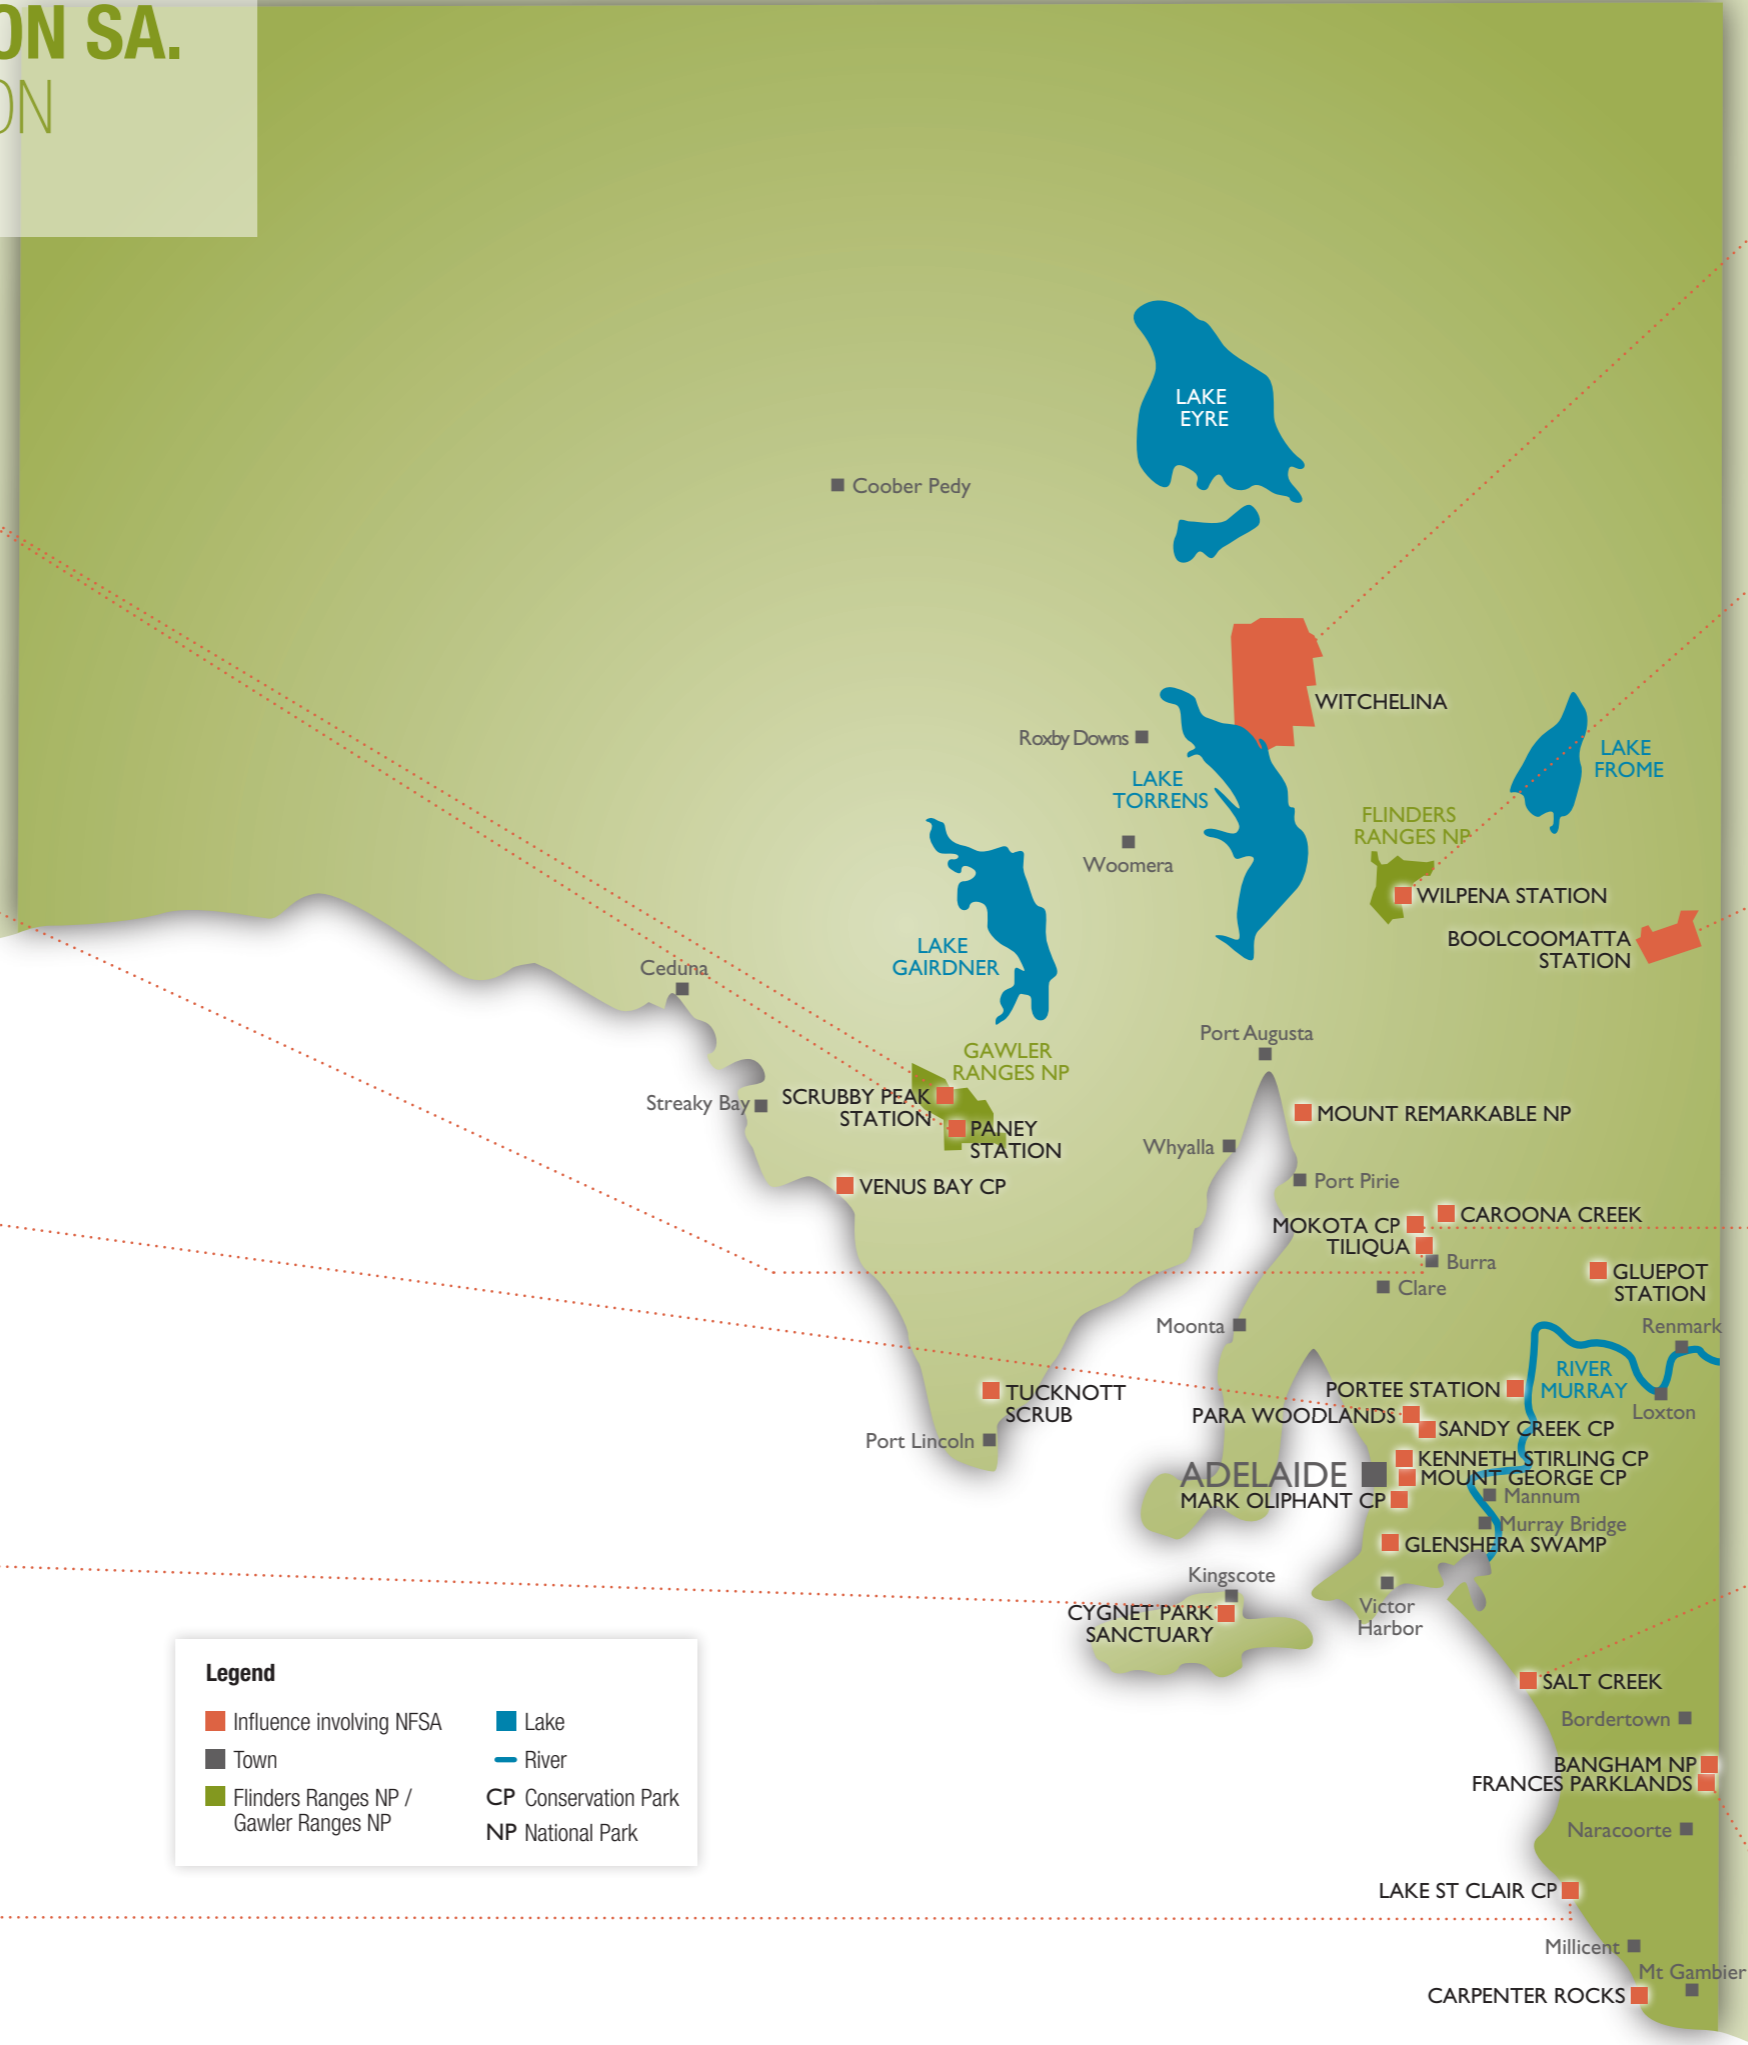 ON SA.
ON
LAKE
EYRE
Coober Pedy
WITCHELINA
Roxby Downs
LAKE
FROME
LAKE
TORRENS
FLINDERS
RANGES NP
Woomera
WILPENA STATION
BOOLCOOMATTA
STATION
LAKE
GAIRDNER
Ceduna
Port Augusta
GAWLER
RANGES NP
SCRUBBY PEAK
STATION
Streaky Bay
MOUNT REMARKABLE NP
PANEY
STATION
Whyalla
Port Pirie
VENUS BAY CP
CAROONA CREEK
MOKOTA CP
TILIQUA
Burra
GLUEPOT
STATION
Clare
Moonta
Renmark
RIVER
MURRAY
PORTEE STATION
TUCKNOTT
SCRUB
Loxton
PARA WOODLANDS
SANDY CREEK CP
Port Lincoln
KENNETH STIRLING CP
ADELAIDE
MOUNT GEORGE CP
MARK OLIPHANT CP
Mannum
Murray Bridge
GLENSHERA SWAMP
Kingscote
CYGNET PARK
SANCTUARY
Victor
Harbor
Legend
Influence involving NFSA
Town
Flinders Ranges NP /
Gawler Ranges NP
Lake
River
CP Conservation Park
NP National Park
SALT CREEK
Bordertown
BANGHAM NP
FRANCES PARKLANDS
Naracoorte
LAKE ST CLAIR CP
Millicent
Mt Gambier
CARPENTER ROCKS